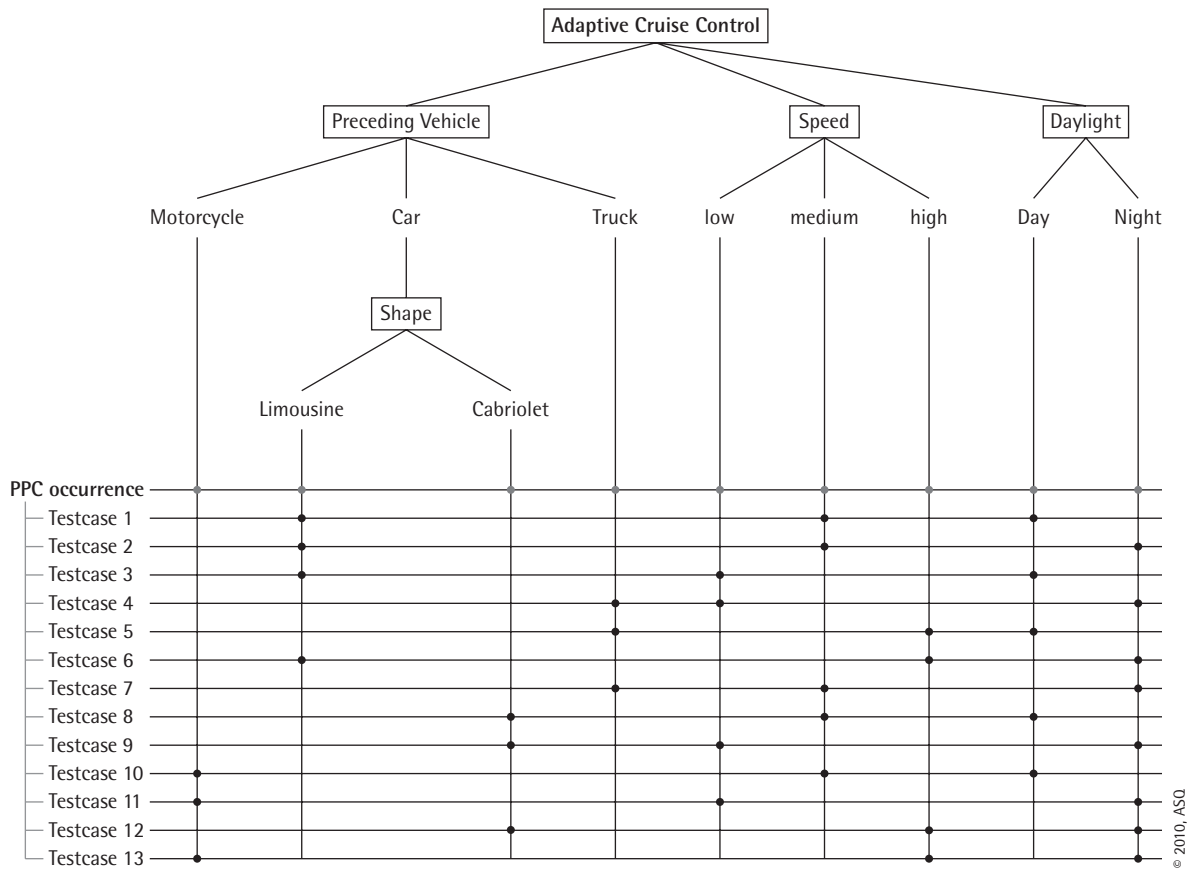 Adaptive Cruise Control
Preceding Vehicle
Speed
Daylight
Motorcycle
Car
Truck
low
medium
high
Day
Night
Shape
Limousine
Cabriolet
PPC occurrence
Testcase 1
Testcase 2
Testcase 3
Testcase 4
Testcase 5
Testcase 6
Testcase 7
Testcase 8
Testcase 9
Testcase 10
Testcase 11
Testcase 12
Testcase 13
© 2010, ASQ